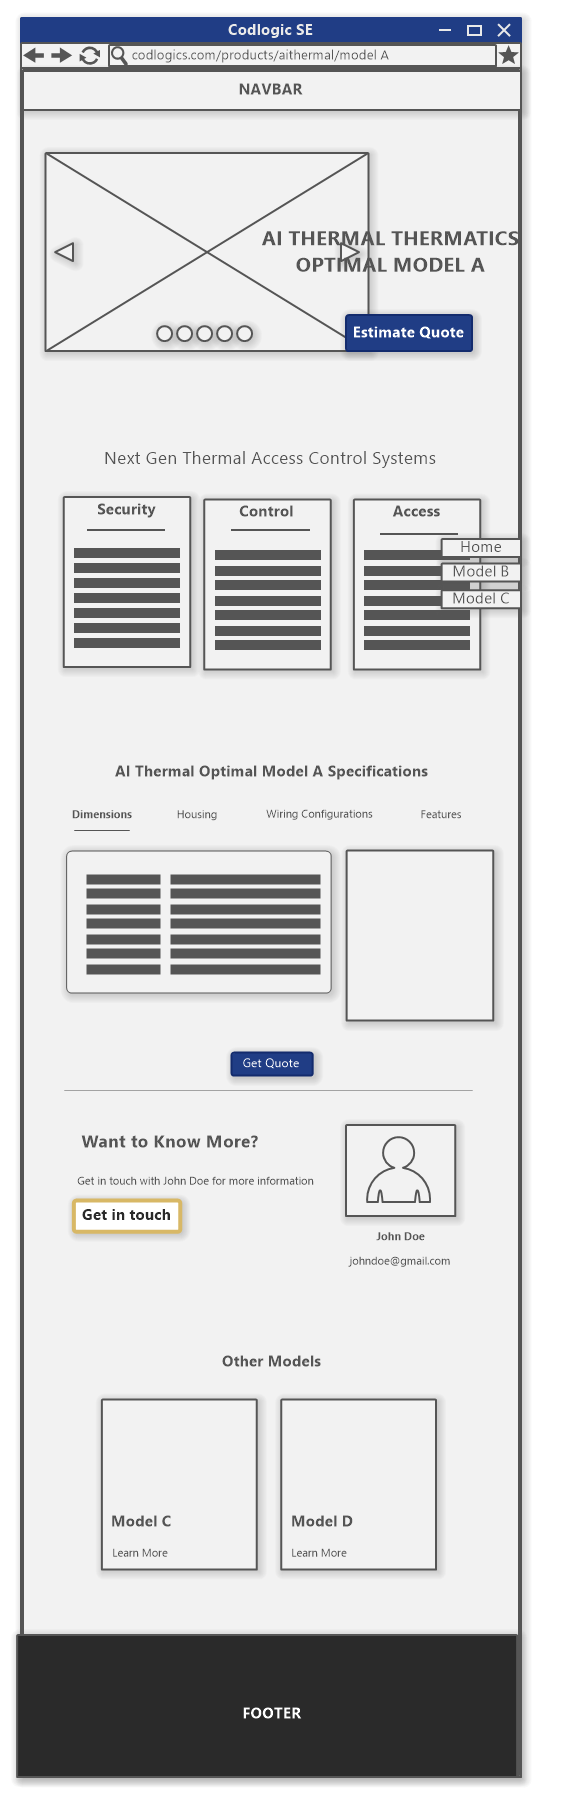 Codlogic SE
codlogics.com/products/aithermal/model A
NAVBAR
AI THERMAL THERMATICS
OPTIMAL MODEL A
Estimate Quote
Next Gen Thermal Access Control Systems
Security
Control
Access
Home
Model B
Model C
AI Thermal Optimal Model A Specifications
Dimensions
Housing
Wiring Configurations
Features
Get Quote
Want to Know More?
Get in touch with John Doe for more information
Get in touch
John Doe
johndoe@gmail.com
Other Models
Model C
Learn More
Model D
Learn More
FOOTER